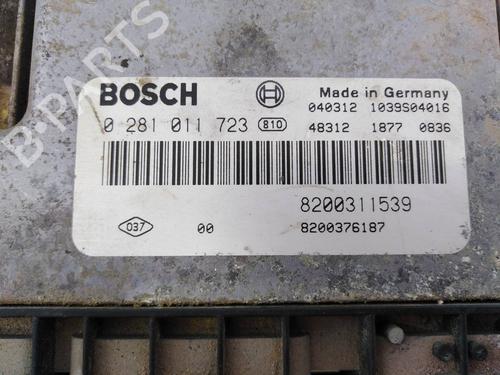 B-PARTS
BOSCH
Made in Germany
040312 1039S04016
0 281 011 723 810
48312 1877 0836
8200311539
037 00 8200376187